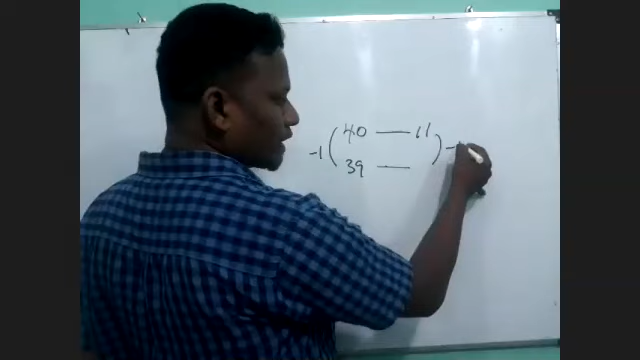 40 — 11
-1 ( ) -
39 —